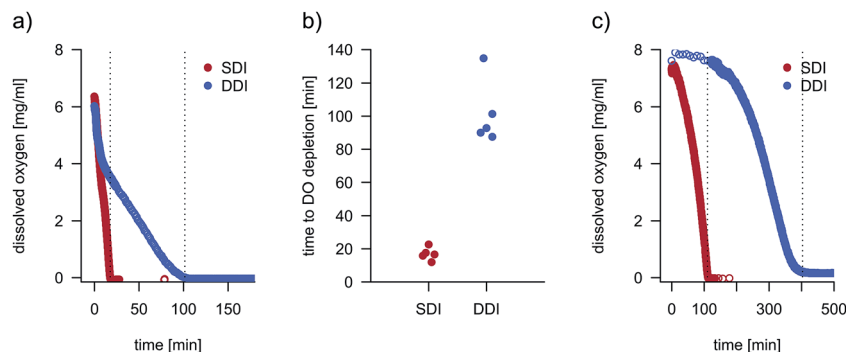 a)
dissolved oxygen [mg/ml]
8
6
4
2
0
0 50 100 150
time [min]
SDI
DDI
b)
time to DO depletion [min]
140
120
100
80
60
40
20
0
SDI DDI
c)
dissolved oxygen [mg/ml]
8
6
4
2
0
0 100 300 500
time [min]
SDI
DDI